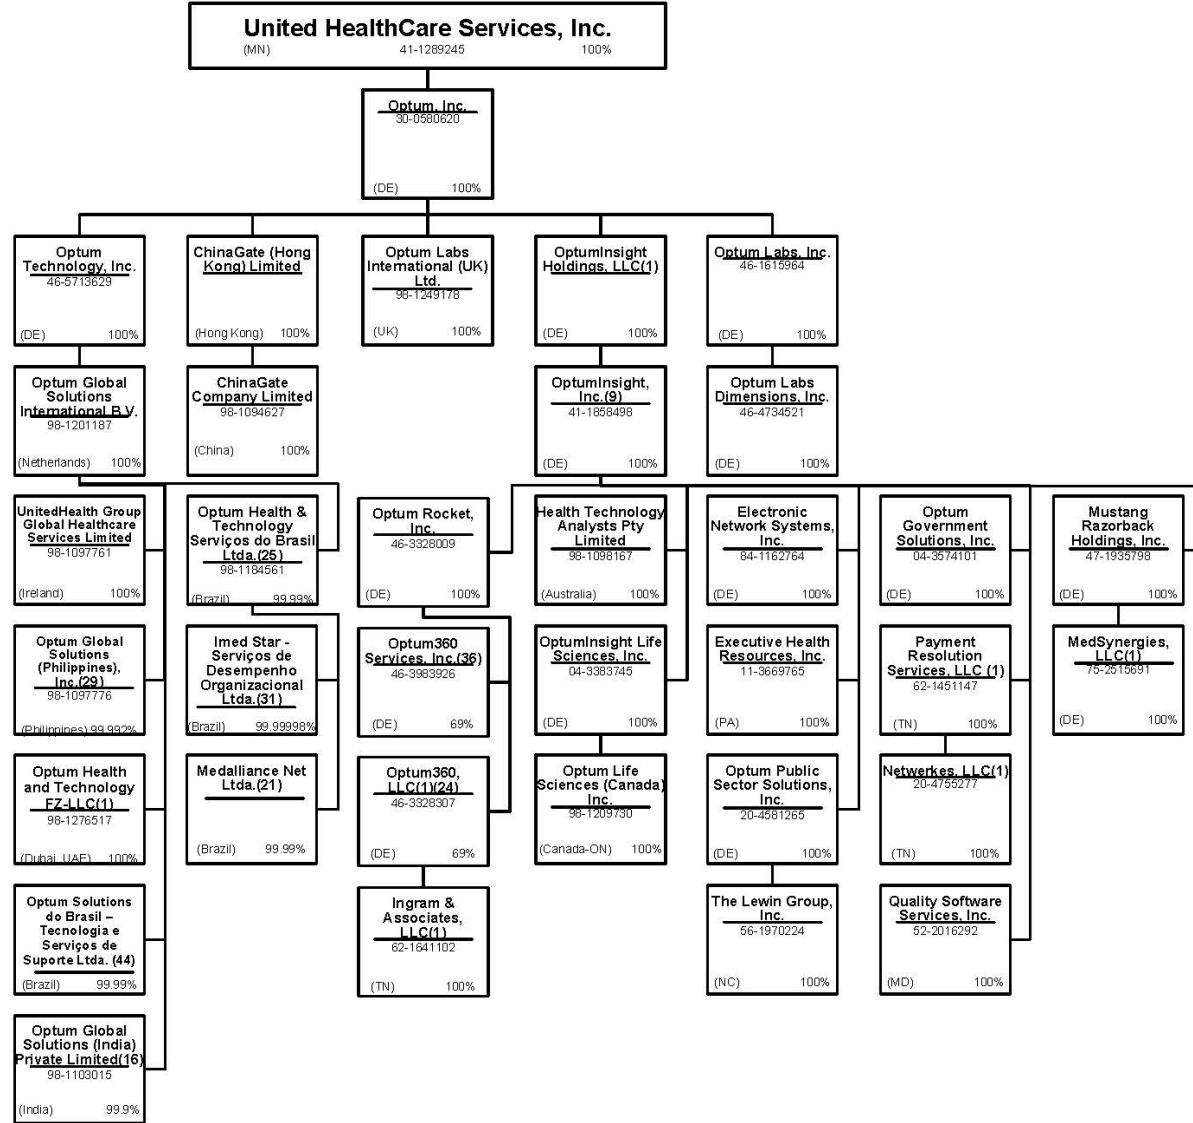 United HealthCare Services, Inc.
(MN) 41-1289245 100%
Optum, Inc.
30-0580620
(DE) 100%
Optum
Technology, Inc.
46-5713629
(DE) 100%
ChinaGate (Hong
Kong) Limited
(Hong Kong) 100%
Optum Labs
International (UK)
Ltd.
98-1249178
(UK) 100%
OptumInsight
Holdings, LLC(1)
(DE) 100%
Optum Labs, Inc.
46-1615964
(DE) 100%
Optum Global
Solutions
International B.V.
98-1201187
(Netherlands) 100%
ChinaGate
Company Limited
98-1094627
(China) 100%
OptumInsight,
Inc.(9)
41-1858498
(DE) 100%
Optum Labs
Dimensions, Inc.
46-4734521
(DE) 100%
UnitedHealth Group
Global Healthcare
Services Limited
98-1097761
(Ireland) 100%
Optum Health &
Technology
Serviços do Brasil
Ltda.(25)
98-1184561
(Brazil) 99.99%
Optum Rocket,
Inc.
46-3328009
(DE) 100%
Health Technology
Analysts Pty
Limited
98-1098167
(Australia) 100%
Electronic
Network Systems,
Inc.
84-1162764
(DE) 100%
Optum
Government
Solutions, Inc.
04-3574101
(DE) 100%
Mustang
Razorback
Holdings, Inc.
47-1935798
(DE) 100%
Optum Global
Solutions
(Philippines),
Inc.(29)
98-1097776
(Philippines) 99.992%
Imed Star -
Serviços de
Desempenho
Organizacional
Ltda.(31)
(Brazil) 99.99998%
Optum360
Services, Inc.(36)
46-3983926
(DE) 69%
OptumInsight Life
Sciences, Inc.
04-3383745
(DE) 100%
Executive Health
Resources, Inc.
11-3669765
(PA) 100%
Payment
Resolution
Services, LLC (1)
62-1451147
(TN) 100%
MedSynergies,
LLC(1)
75-2515691
(DE) 100%
Optum Health
and Technology
FZ-LLC(1)
98-1276517
(Dubai, UAE) 100%
Medalliance Net
Ltda.(21)
(Brazil) 99.99%
Optum360,
LLC(1)(24)
46-3328307
(DE) 69%
Optum Life
Sciences (Canada)
Inc.
98-1209730
(Canada-ON) 100%
Optum Public
Sector Solutions,
Inc.
20-4581265
(DE) 100%
Netwerkes, LLC(1)
20-4755277
(TN) 100%
Optum Solutions
do Brasil –
Tecnologia e
Serviços de
Suporte Ltda. (44)
(Brazil) 99.99%
Ingram &
Associates,
LLC(1)
62-1641102
(TN) 100%
The Lewin Group,
Inc.
56-1970224
(NC) 100%
Quality Software
Services, Inc.
52-2016292
(MD) 100%
Optum Global
Solutions (India)
Private Limited(16)
98-1103015
(India) 99.9%